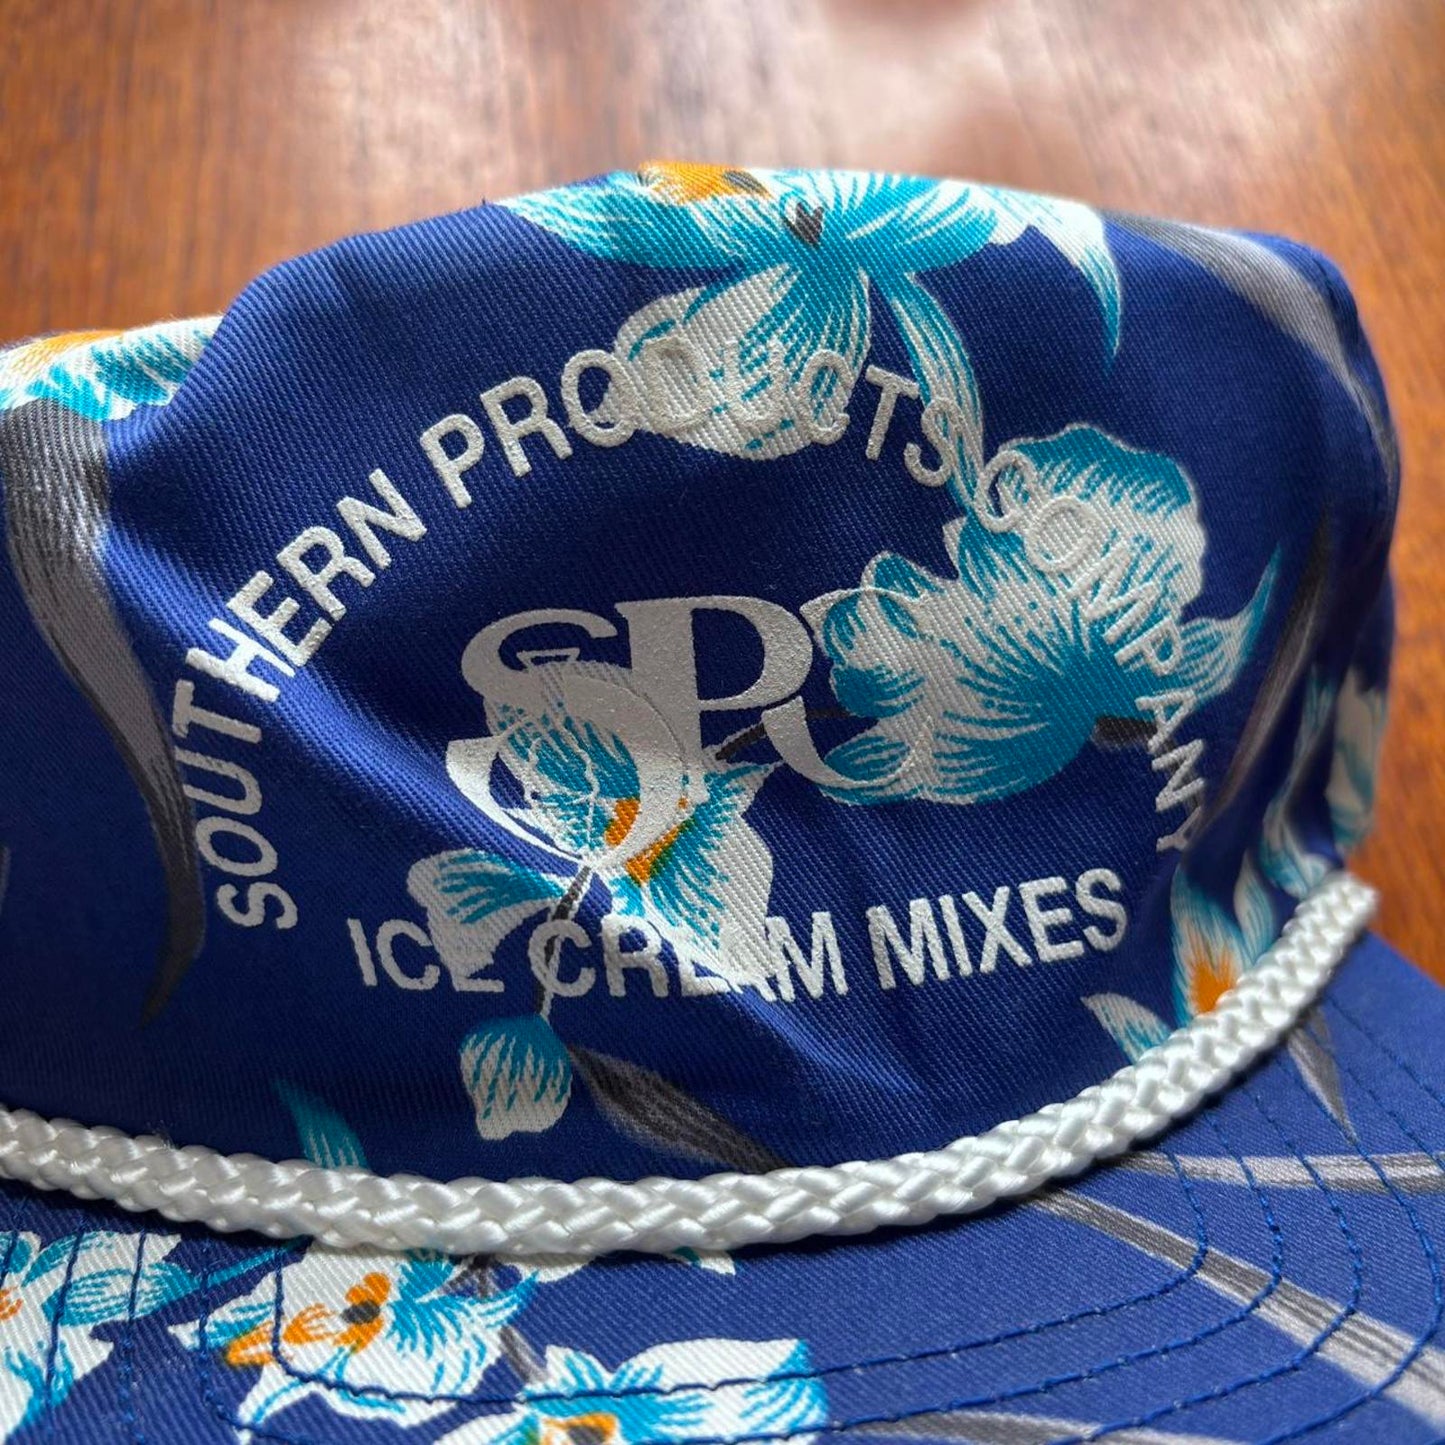 SOUTHERN PRODUCTS COMPANY
SPC
ICE CREAM MIXES